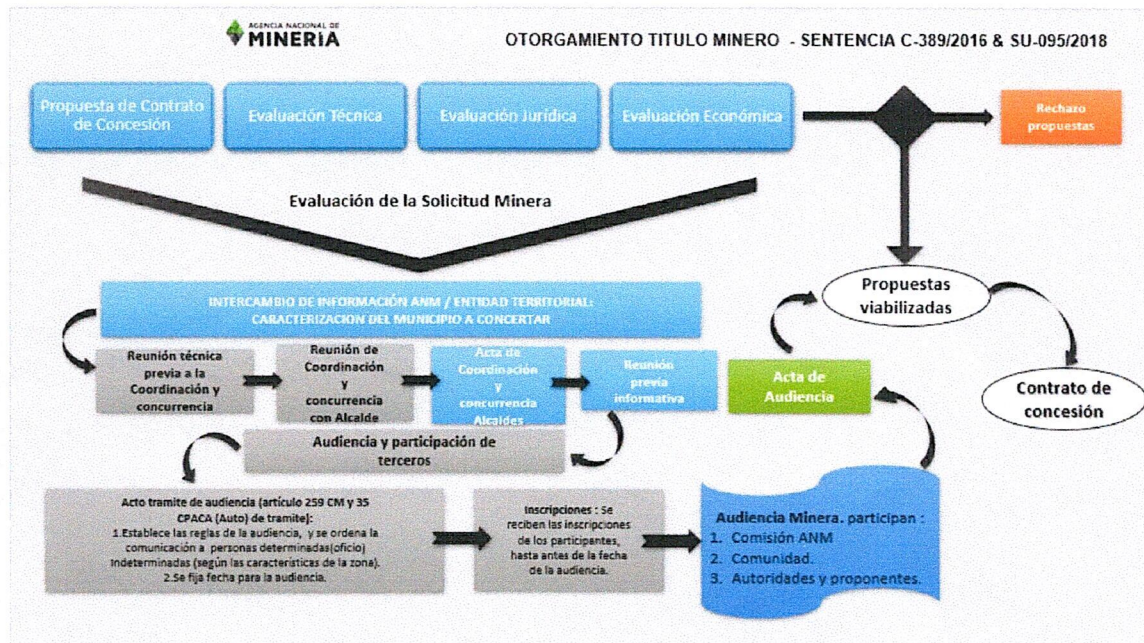 AGENCIA NACIONAL DE
MINERÍA
OTORGAMIENTO TITULO MINERO - SENTENCIA C-389/2016 & SU-095/2018
Propuesta de Contrato
de Concesión
Evaluación Técnica
Evaluación Jurídica
Evaluación Económica
Rechazo
propuestas
Evaluación de la Solicitud Minera
INTERCAMBIO DE INFORMACIÓN ANM / ENTIDAD TERRITORIAL:
CARACTERIZACION DEL MUNICIPIO A CONCERTAR
Propuestas
viabilizadas
Reunión técnica
previa a la
Coordinación y
concurrencia
Reunión de
Coordinación
y
concurrencia
con Alcalde
Acta de
Coordinación
y
concurrencia
Alcaldes
Reunión
previa
informativa
Acta de
Audiencia
Contrato de
concesión
Audiencia y participación de
terceros
Acto tramite de audiencia (artículo 259 CM y 35
CPACA (Auto) de tramite):
1.Establece las reglas de la audiencia, y se ordena la
comunicación a personas determinadas(oficio)
Indeterminadas (según las características de la zona).
2.Se fija fecha para la audiencia.
Inscripciones : Se
reciben las inscripciones
de los participantes,
hasta antes de la fecha
de la audiencia.
Audiencia Minera. participan :
1. Comisión ANM
2. Comunidad.
3. Autoridades y proponentes.